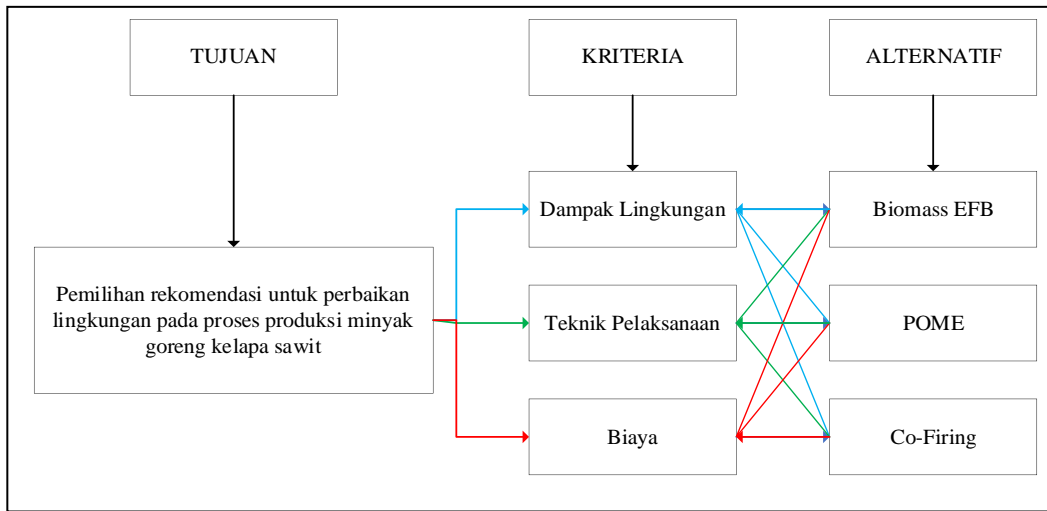 TUJUAN
KRITERIA
ALTERNATIF
Dampak Lingkungan
Biomass EFB
Pemilihan rekomendasi untuk perbaikan
lingkungan pada proses produksi minyak
goreng kelapa sawit
Teknik Pelaksanaan
POME
Biaya
Co-Firing